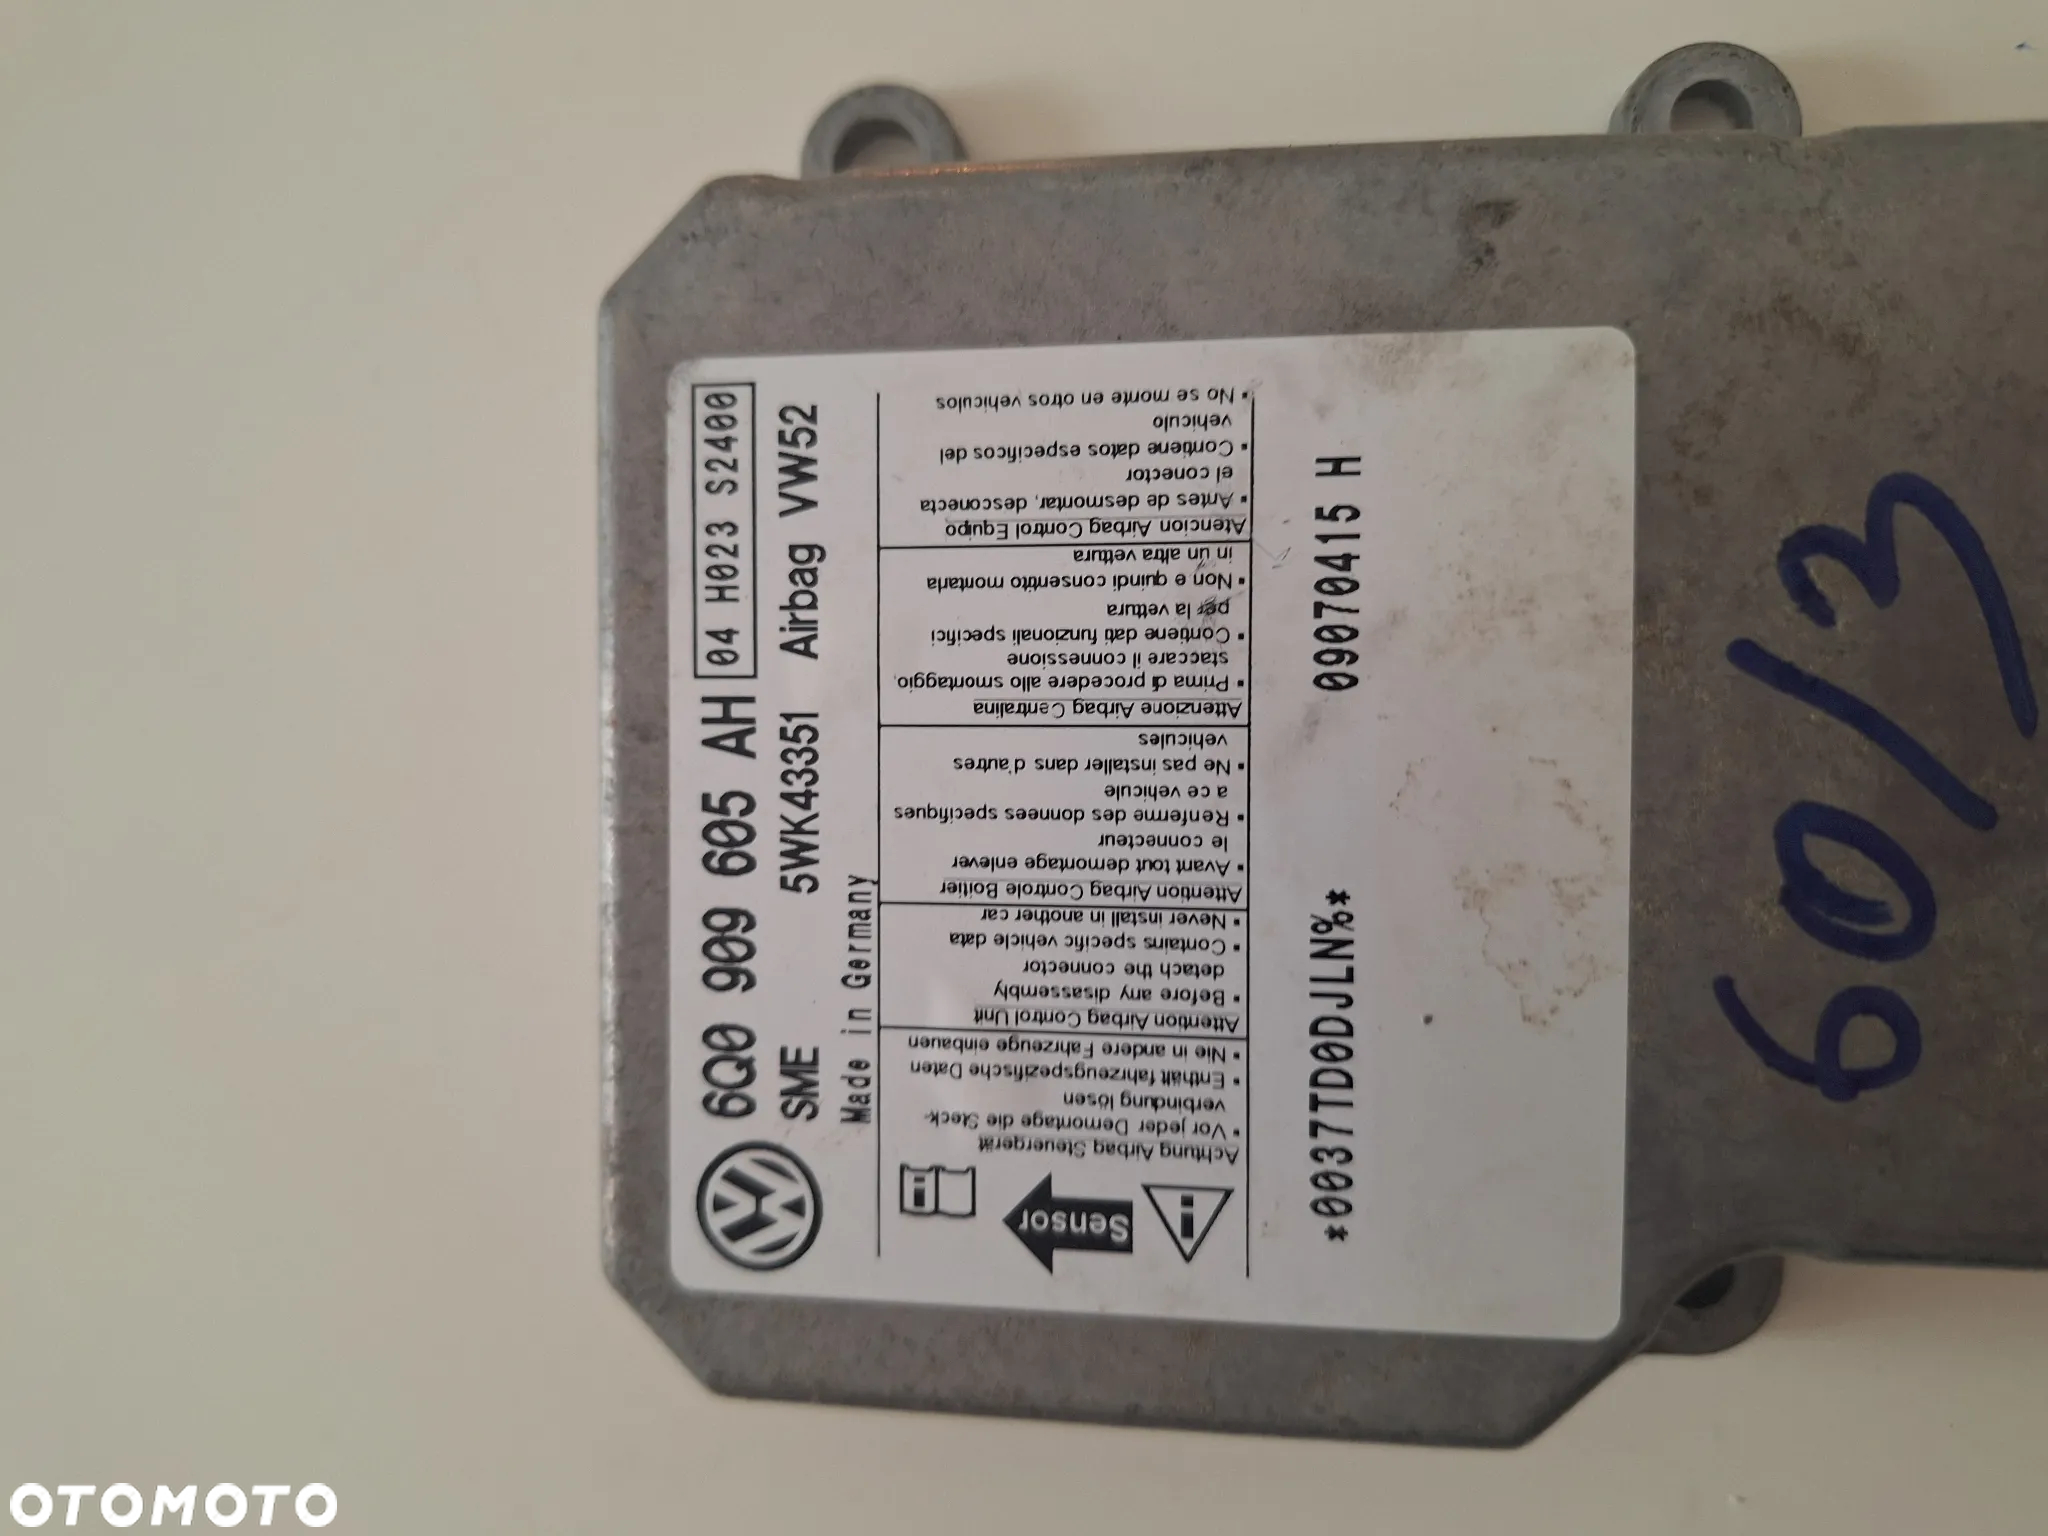 6Q0 909 605 AH 04 H023 S2400
SME 5WK43351 Airbag VW52
Made in Germany
Sensor
Achtung Airbag Steuergerät
• Vor jeder Demontage die Steck-
verbindung lösen
• Enthält fahrzeugspezifische Daten
• Nie in andere Fahrzeuge einbauen
Attention Airbag Control Unit
• Before any disassembly
detach the connector
• Contains specific vehicle data
• Never install in another car
Attention Airbag Controle Boitier
• Avant tout demontage enlever
le connecteur
• Renferme des donnees specifiques
a ce vehicule
• Ne pas installer dans d'autres
vehicules
Attenzione Airbag Centralina
• Prima di procedere allo smontaggio,
staccare il connessione
• Contiene dati funzionali specifici
per la vettura
• Non e quindi consentito montarla
in un altra vettura
Atencion Airbag Control Equipo
• Antes de desmontar, desconecta
el conector
• Contiene datos especificos del
vehiculo
• No se monte en otros vehiculos
*0037TD0DJLN%* 09070415 H
60/3
OTOMOTO